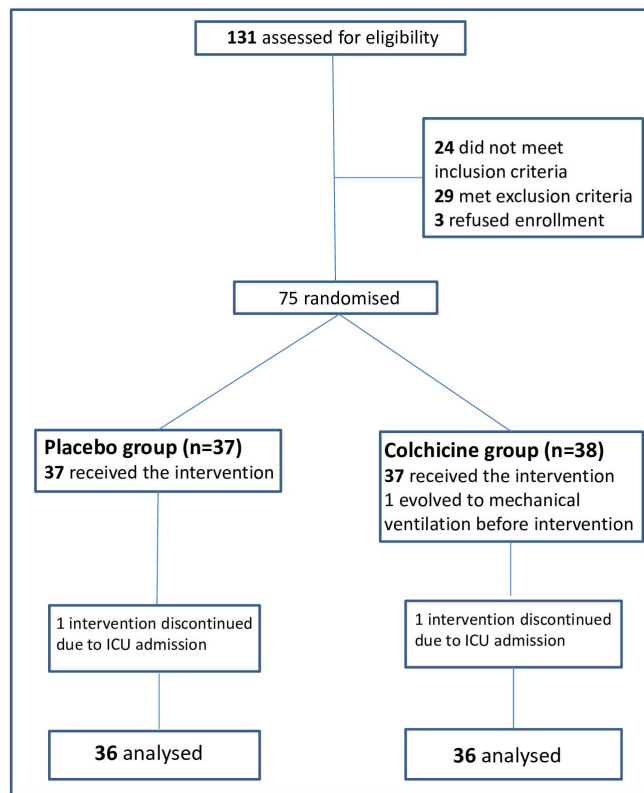 131 assessed for eligibility
24 did not meet
inclusion criteria
29 met exclusion criteria
3 refused enrollment
75 randomised
Placebo group (n=37)
37 received the intervention
Colchicine group (n=38)
37 received the intervention
1 evolved to mechanical
ventilation before intervention
1 intervention discontinued
due to ICU admission
1 intervention discontinued
due to ICU admission
36 analysed
36 analysed